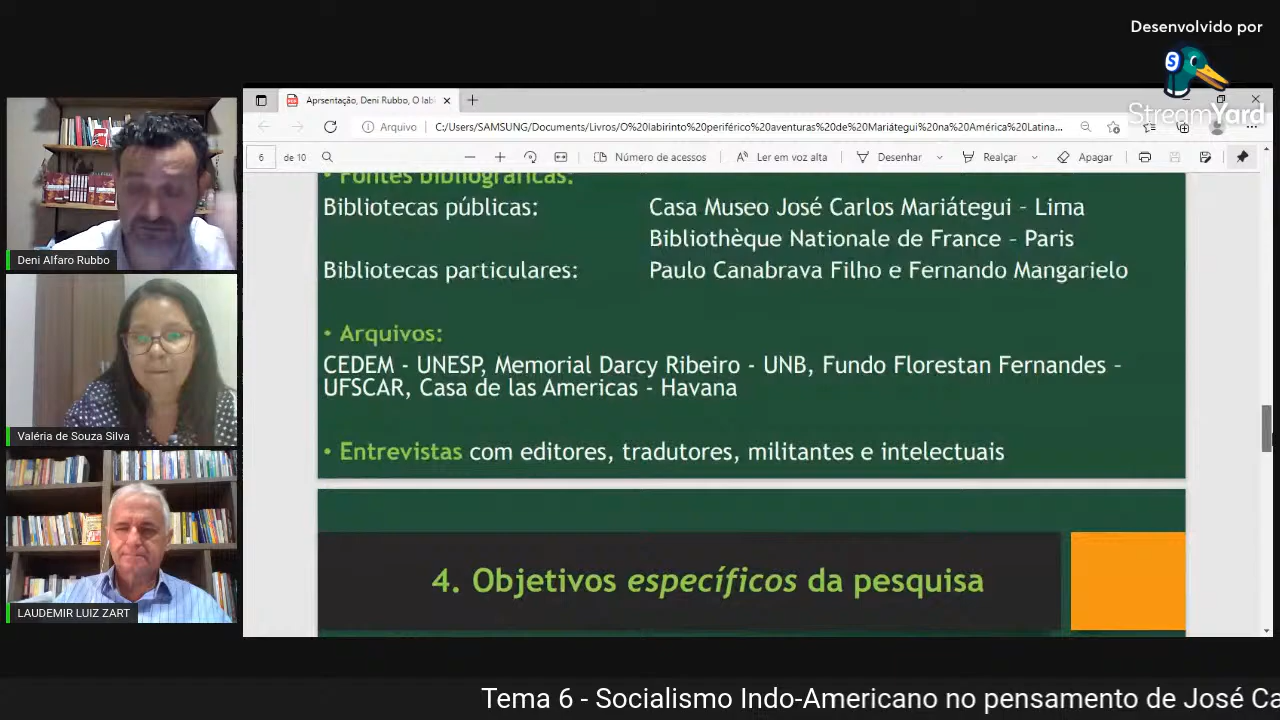 Desenvolvido por
StreamYard
Aprsentação, Deni Rubbo, O lab
Arquivo
C:/Users/SAMSUNG/Documents/Livros/O%20labirinto%20periférico%20aventuras%20de%20Mariátegui%20na%20América%20Latina...
6 de 10
Número de acessos
Ler em voz alta
Desenhar
Realçar
Apagar
• Fontes bibliográficas:
Bibliotecas públicas: Casa Museo José Carlos Mariátegui – Lima
Bibliothèque Nationale de France – Paris
Bibliotecas particulares: Paulo Canabrava Filho e Fernando Mangarielo
• Arquivos:
CEDEM - UNESP, Memorial Darcy Ribeiro - UNB, Fundo Florestan Fernandes –
UFSCAR, Casa de las Americas - Havana
• Entrevistas com editores, tradutores, militantes e intelectuais
4. Objetivos específicos da pesquisa
Deni Alfaro Rubbo
Valéria de Souza Silva
LAUDEMIR LUIZ ZART
Tema 6 - Socialismo Indo-Americano no pensamento de José Ca